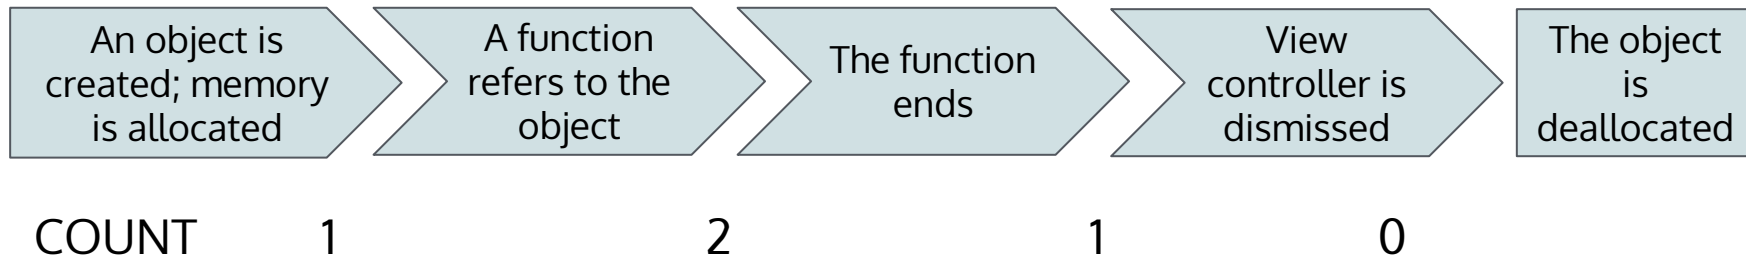 An object is
created; memory
is allocated
A function
refers to the
object
The function
ends
View
controller is
dismissed
The object
is
deallocated
COUNT 1 2 1 0